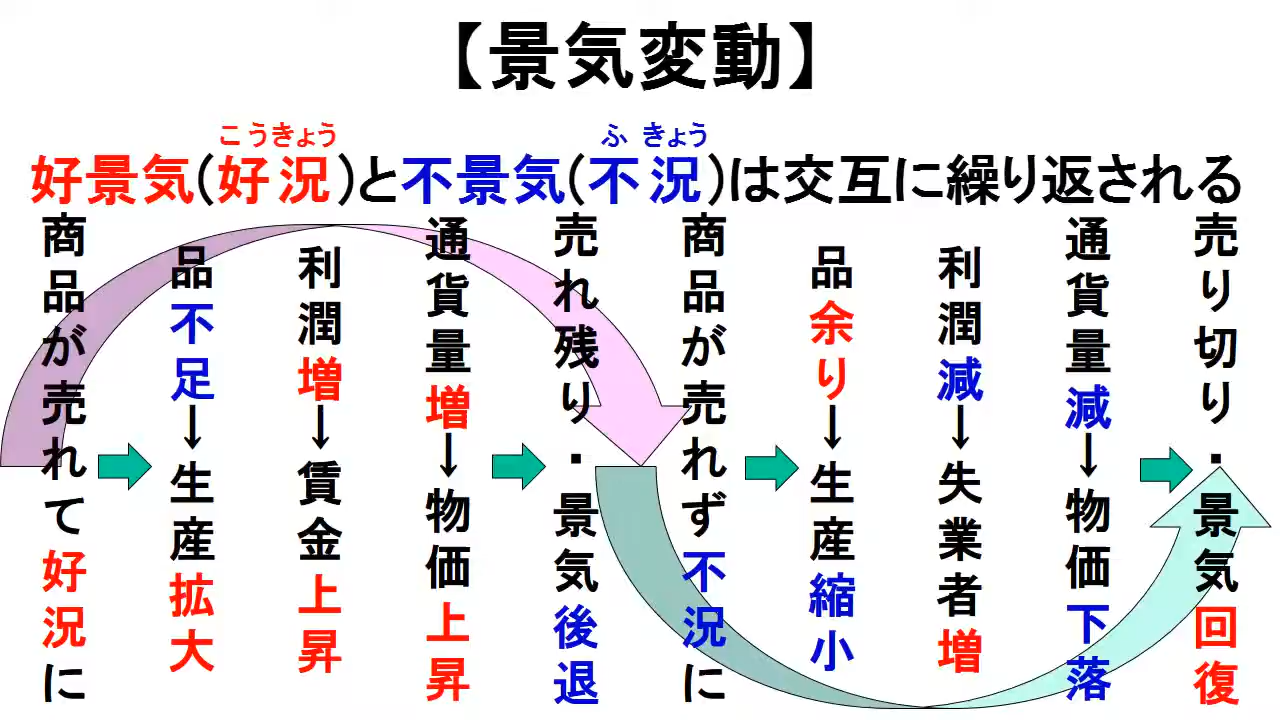 【景気変動】
こうきょう
ふ きょう
好景気(好況)と不景気(不況)は交互に繰り返される
商品が売れて好況に
品不足→生産拡大
利潤増→賃金上昇
通貨量増→物価上昇
売れ残り・景気後退
商品が売れず不況に
品余り→生産縮小
利潤減→失業者増
通貨量減→物価下落
売り切り・景気回復